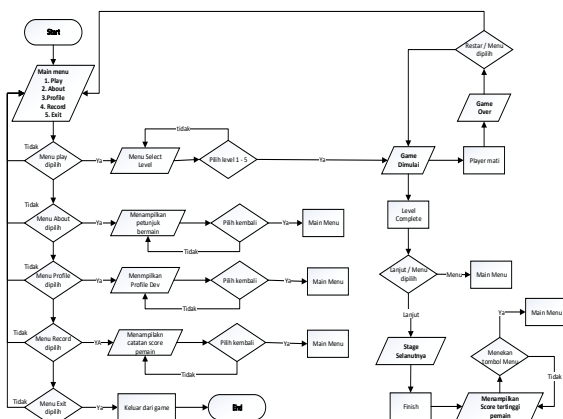 Start
Main menu
1. Play
2. About
3.Profile
4. Record
5. Exit
Restar / Menu
dipilih
Game
Over
Tidak
Menu play
dipilih
Ya
Menu Select
Level
tidak
Pilih level 1 - 5
Ya
Game
Dimulai
Player mati
Tidak
Menu About
dipilih
Ya
Menampilkan
petunjuk
bermain
Pilih kembali
Ya
Main Menu
Tidak
Level
Complete
Tidak
Menu Profile
dipilih
Ya
Menmpilkan
Profile Dev
Pilih kembali
Ya
Main Menu
Tidak
Lanjut / Menu
dipilih
Menu
Main Menu
Lanjut
Tidak
Menu Record
dipilih
YA
Menampilakn
catatan score
pemain
Pilih kembali
Ya
Main Menu
Tidak
Stage
Selanutnya
Ya
Main Menu
Menekan
tombol Menu
Tidak
Tidak
Menu Exit
dipilih
Ya
Keluar dari game
End
Finish
Menampilkan
Score tertinggi
pemain